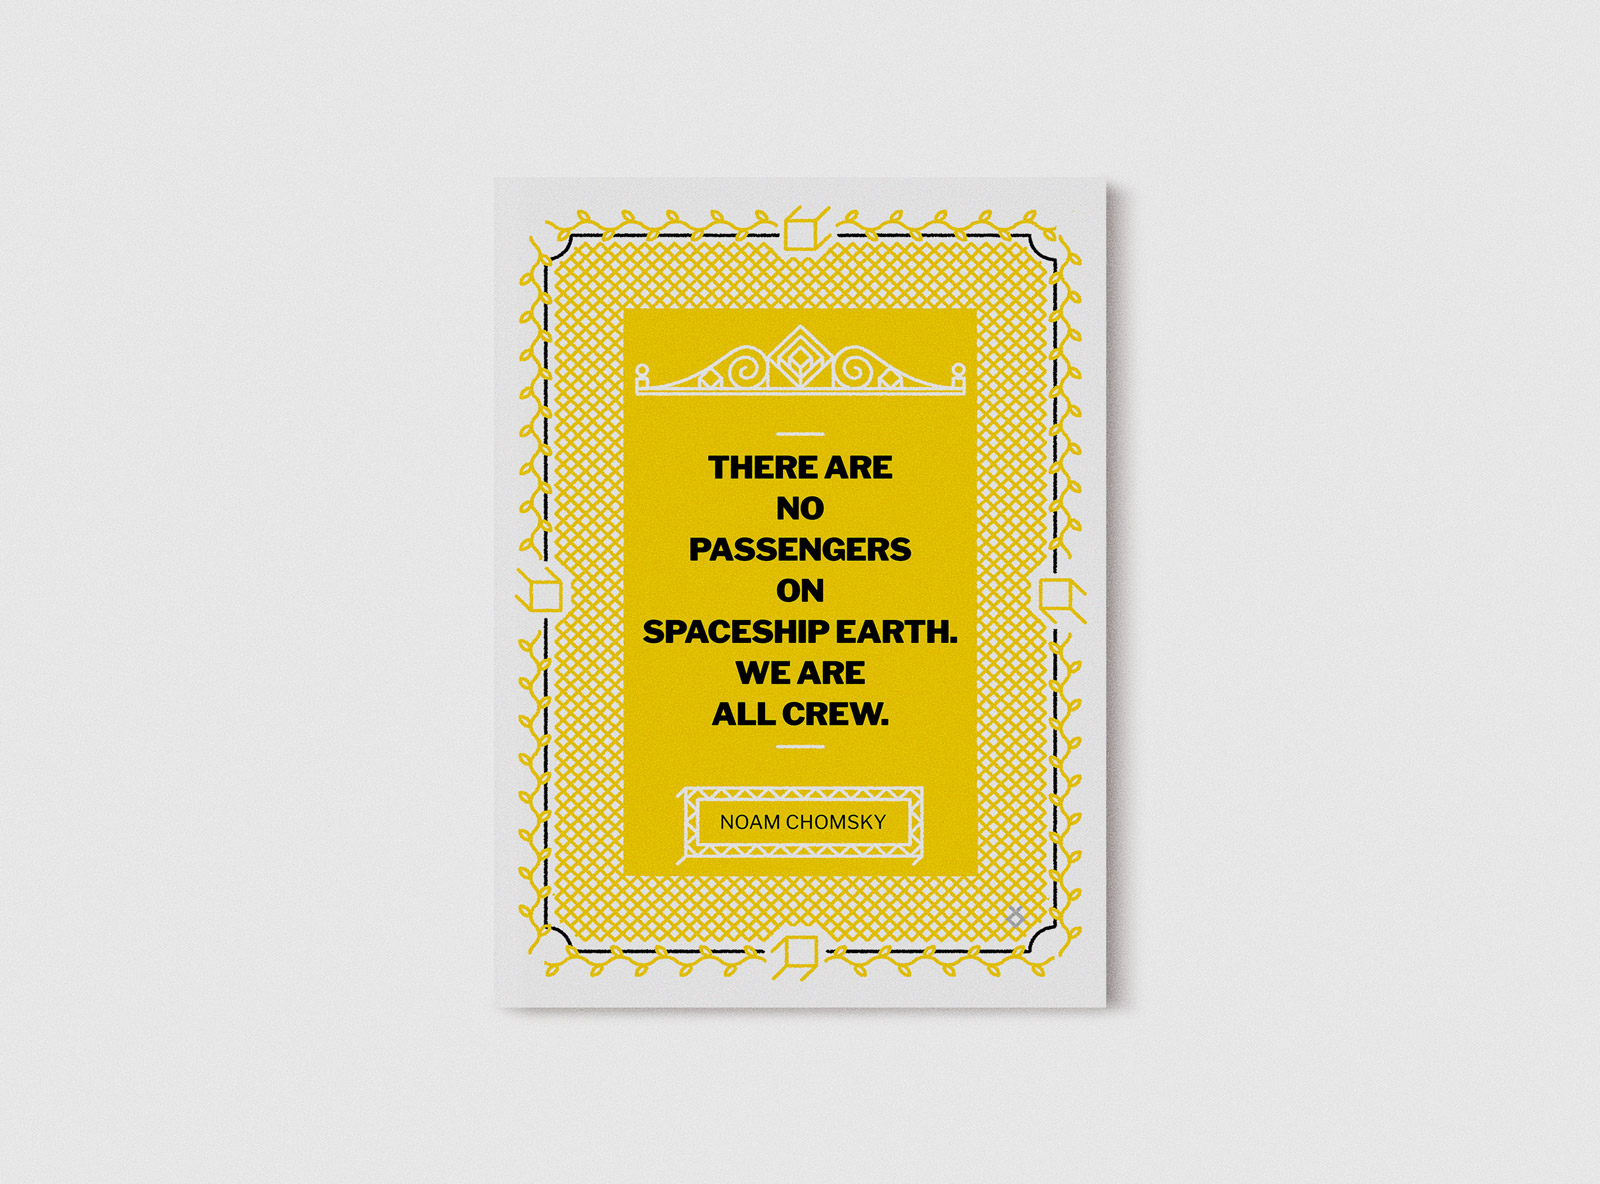 THERE ARE
NO
PASSENGERS
ON
SPACESHIP EARTH.
WE ARE
ALL CREW.
NOAM CHOMSKY